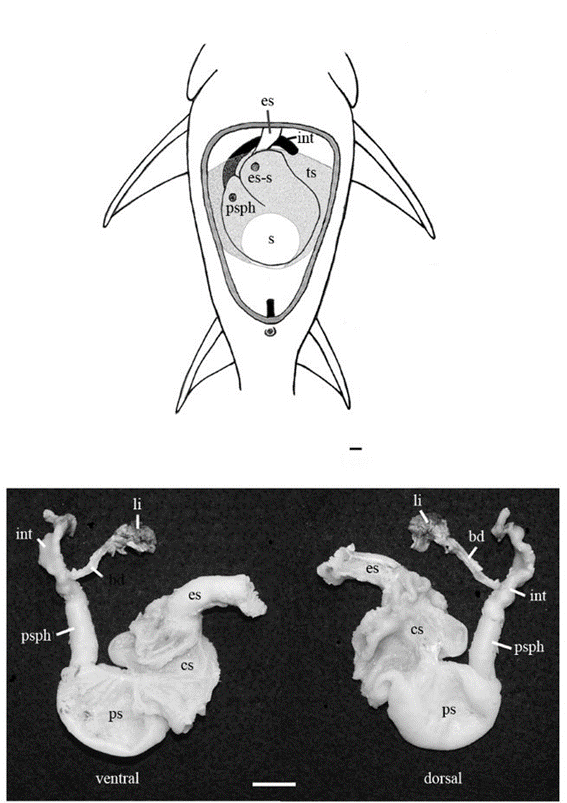 es
int
es-s
ts
psph
s
li
int
bd
es
psph
cs
ps
ventral
li
bd
es
int
cs
psph
ps
dorsal